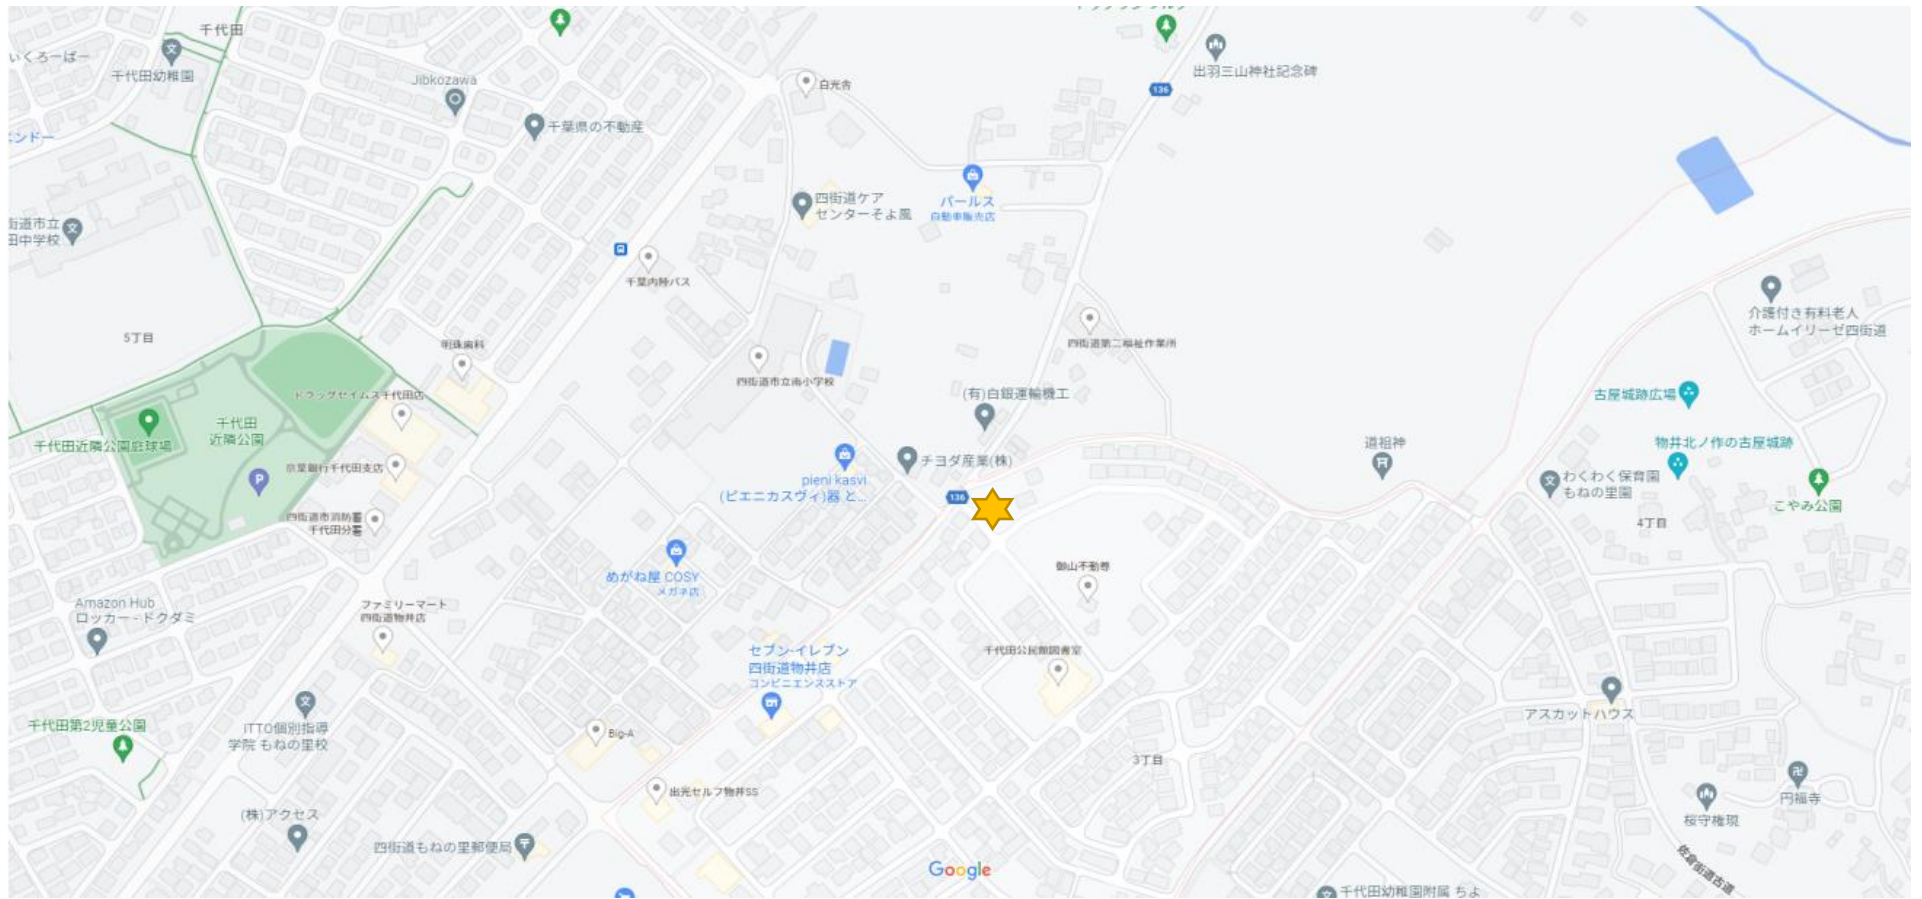 千代田
いくろーばー
千代田幼稚園
Jibkozawa
千葉県の不動産
白光舎
136
出羽三山神社記念碑
四街道ケア
センターそよ風
パールス
自動車販売店
街道市立
田中学校
千葉内陸バス
5丁目
明珠歯科
四街道市立南小学校
四街道第二福祉作業所
介護付き有料老人
ホームイリーゼ四街道
ドラッグセイムス千代田店
(有)白銀運輸機工
古屋城跡広場
千代田
近隣公園
千代田近隣公園庭球場
道祖神
物井北ノ作の古屋城跡
京葉銀行千代田支店
P
チヨダ産業(株)
pieni kasvi
(ピエニカスヴィ)器 と...
136
わくわく保育園
もねの里園
こやみ公園
4丁目
四街道市消防署
千代田分署
めがね屋 COSY
メガネ店
御山不動尊
Amazon Hub
ロッカー - ドクダミ
ファミリーマート
四街道物井店
セブン-イレブン
四街道物井店
コンビニエンスストア
千代田公民館図書室
千代田第2児童公園
ITTO個別指導
学院 もねの里校
Big-A
アスカットハウス
3丁目
出光セルフ物井SS
円福寺
桜守権現
(株)アクセス
四街道もねの里郵便局
佐倉街道古道
Google
千代田幼稚園附属 ちよ